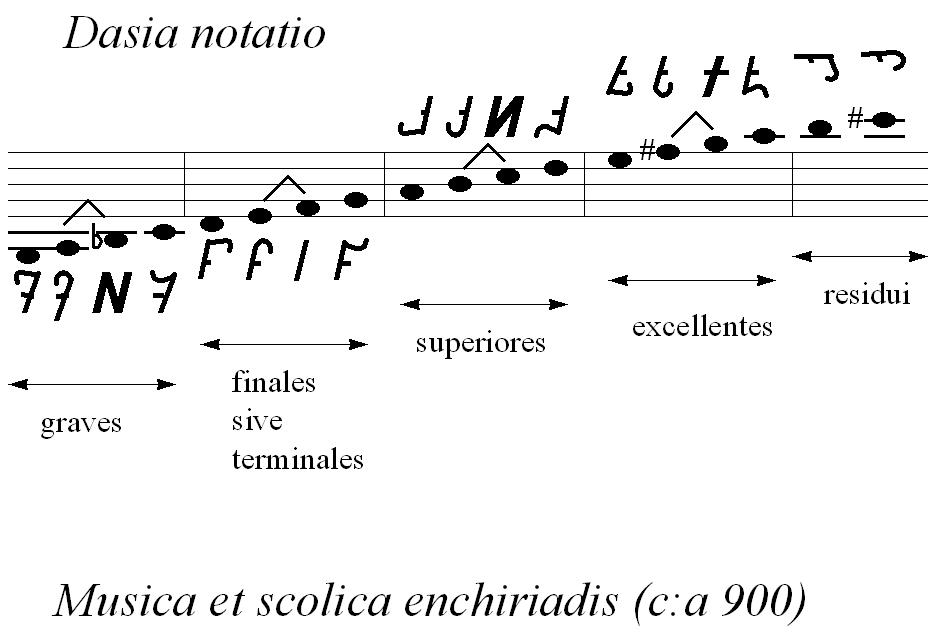 Dasia notatio
residui
excellentes
superiores
finales
sive
terminales
graves
Musica et scolica enchiriadis (c:a 900)